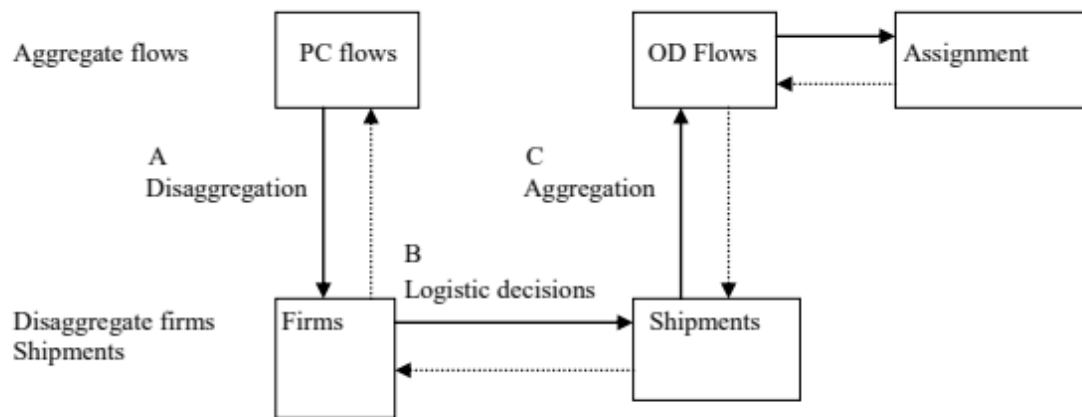 Aggregate flows
PC flows
OD Flows
Assignment
A
Disaggregation
C
Aggregation
B
Logistic decisions
Disaggregate firms
Shipments
Firms
Shipments